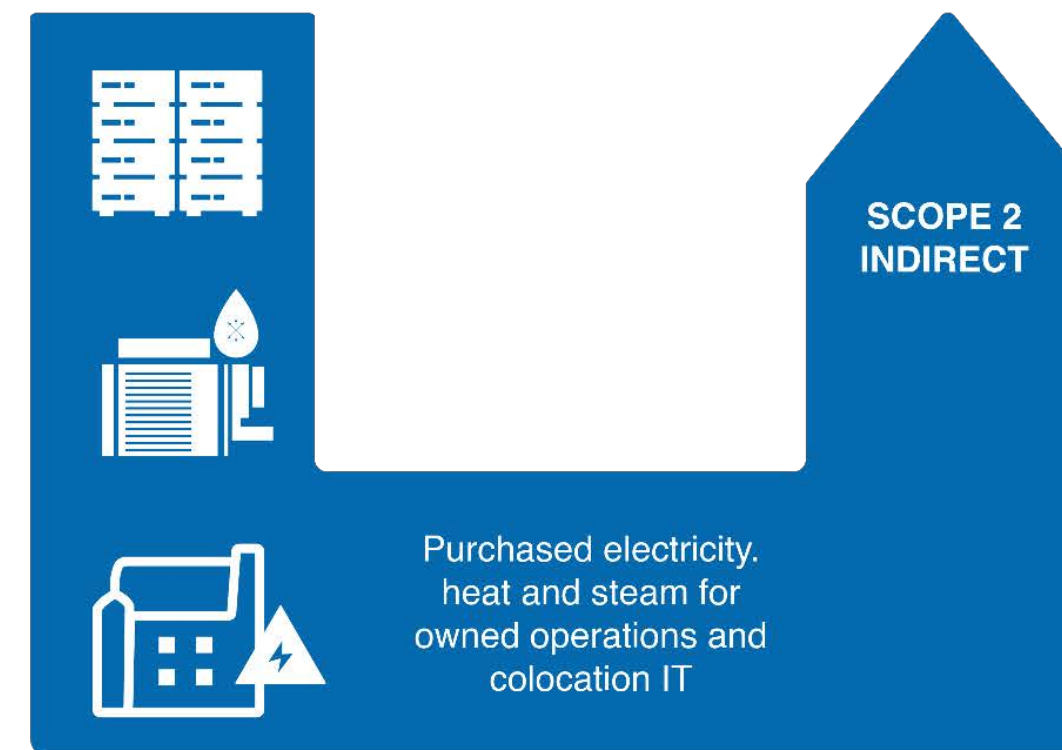 SCOPE 2
INDIRECT
Purchased electricity.
heat and steam for
owned operations and
colocation IT